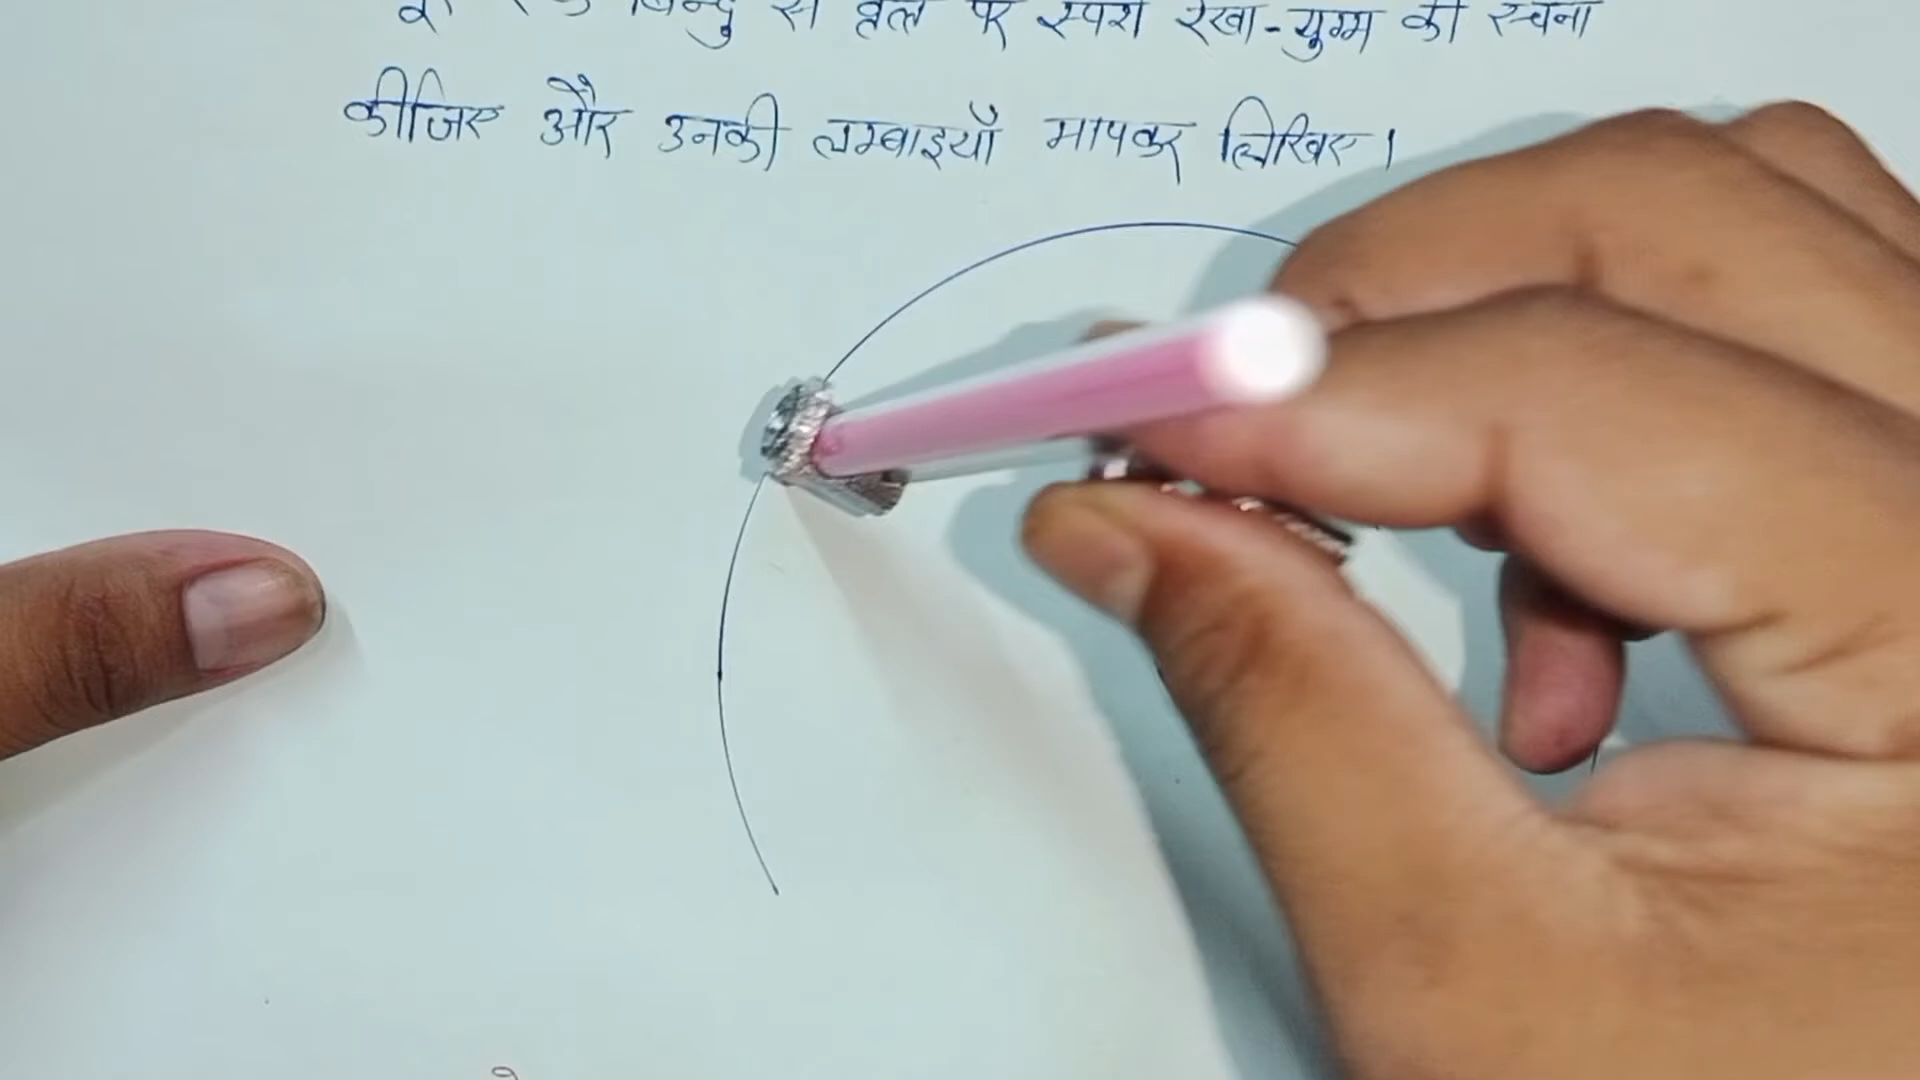 बिन्दु से वृत्त पर स्पर्श रेखा-युग्म की रचना
कीजिए और उनकी लम्बाइयाँ मापकर लिखिए।